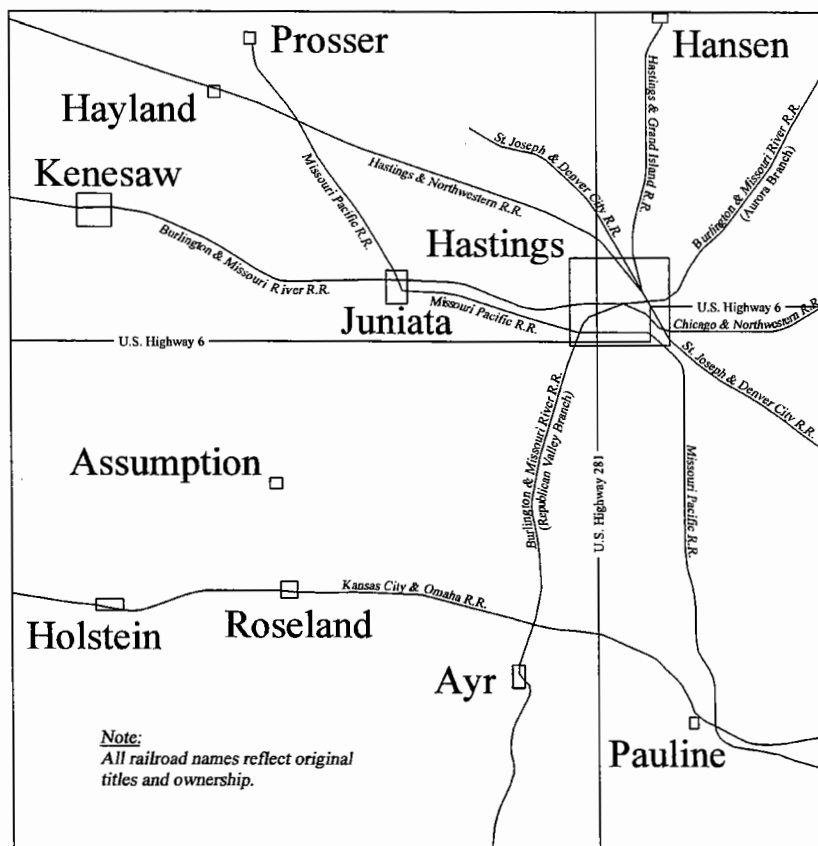 Prosser
Hansen
Hayland
Kenesaw
Hastings
Juniata
Hastings & Grand Island R.R.
St. Joseph & Denver City R.R.
Burlington & Missouri River R.R.
(Aurora Branch)
Missouri Pacific R.R.
Hastings & Northwestern R.R.
Burlington & Missouri River R.R.
Missouri Pacific R.R.
U.S. Highway 6
Chicago & Northwestern R.R.
U.S. Highway 6
St. Joseph & Denver City R.R.
Burlington & Missouri River R.R.
(Republican Valley Branch)
U.S. Highway 281
Missouri Pacific R.R.
Assumption
Kansas City & Omaha R.R.
Holstein
Roseland
Ayr
Pauline
Note:
All railroad names reflect original
titles and ownership.